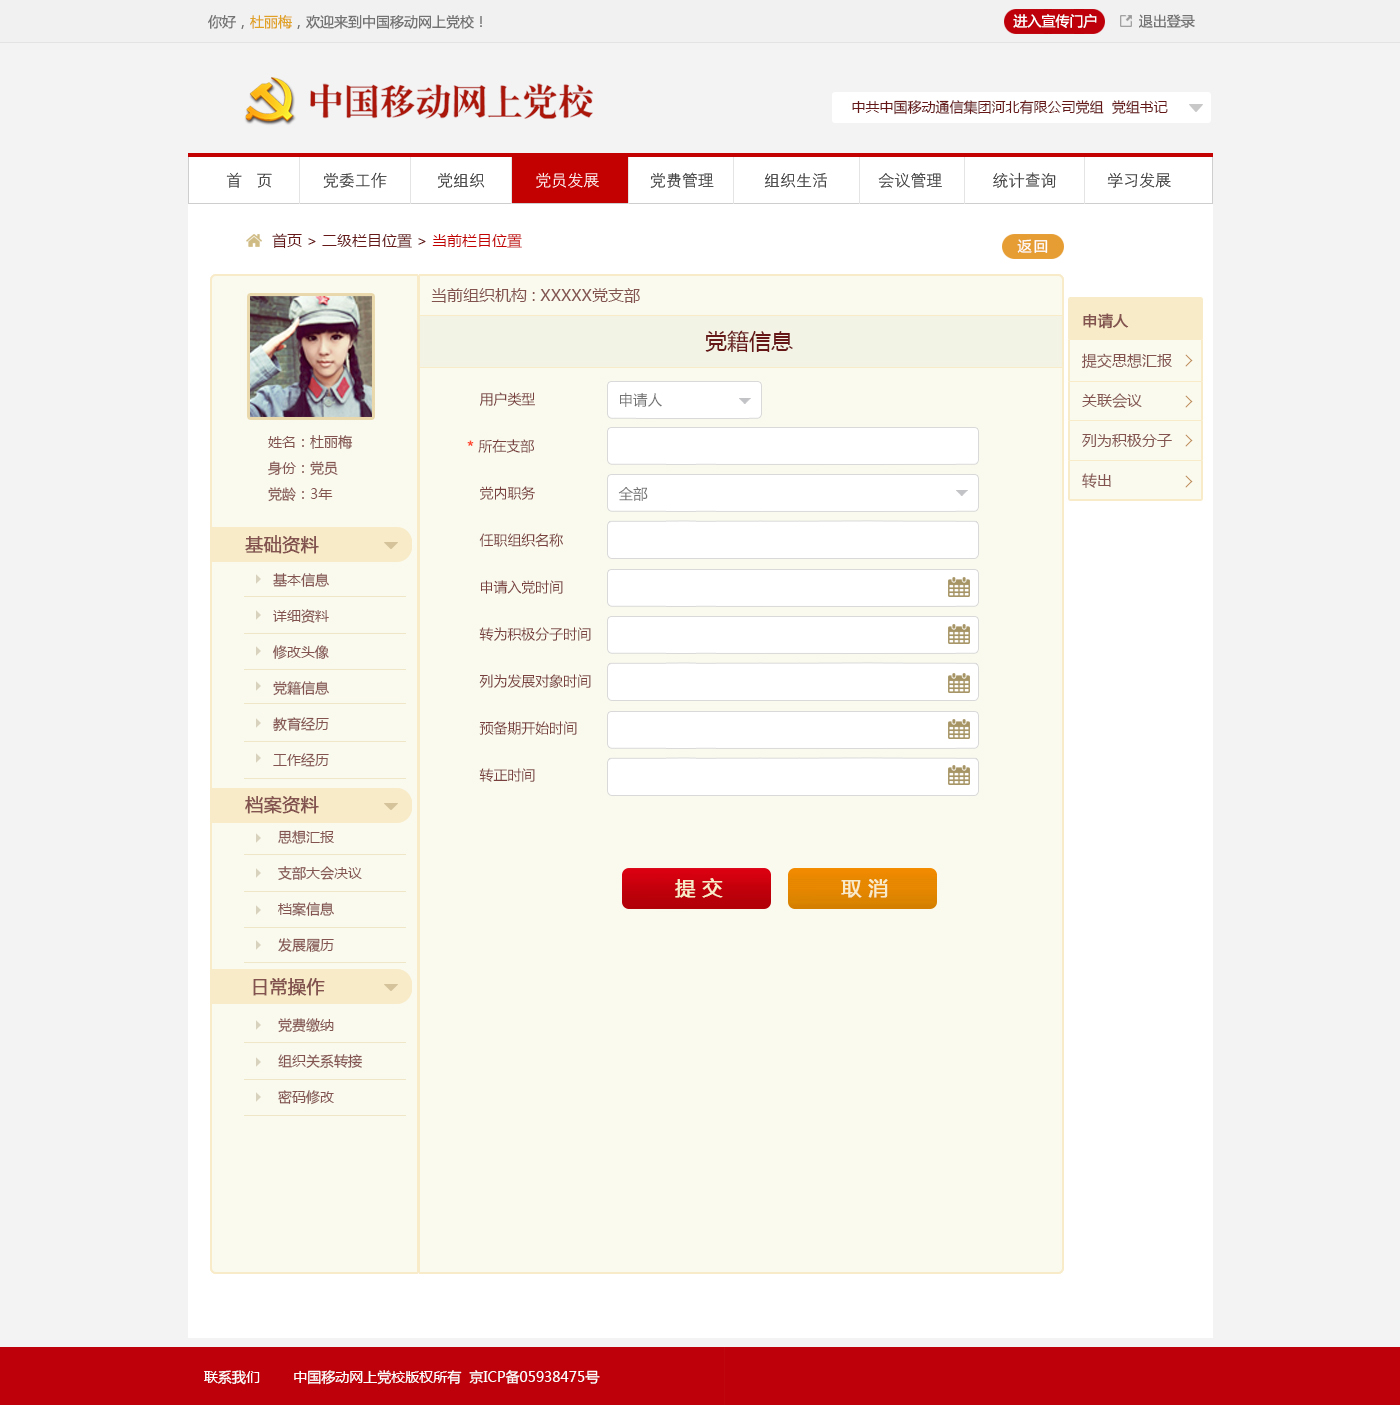 你好，杜丽梅，欢迎来到中国移动网上党校！
进入宣传门户 退出登录
中国移动网上党校
中共中国移动通信集团河北有限公司党组 党组书记
首 页 党委工作 党组织 党员发展 党费管理 组织生活 会议管理 统计查询 学习发展
首页 > 二级栏目位置 > 当前栏目位置
返回
姓名：杜丽梅
身份：党员
党龄：3年
基础资料
基本信息
详细资料
修改头像
党籍信息
教育经历
工作经历
档案资料
思想汇报
支部大会决议
档案信息
发展履历
日常操作
党费缴纳
组织关系转接
密码修改
当前组织机构：XXXXX党支部
党籍信息
用户类型 申请人
* 所在支部
党内职务 全部
任职组织名称
申请入党时间
转为积极分子时间
列为发展对象时间
预备期开始时间
转正时间
提 交 取 消
申请人
提交思想汇报
关联会议
列为积极分子
转出
联系我们 中国移动网上党校版权所有 京ICP备05938475号